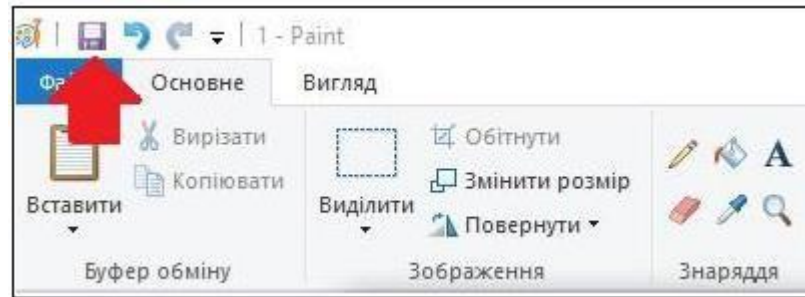 1 - Paint
Основне Вигляд
Вирізати
Копіювати
Вставити
Буфер обміну
Виділити
Обітнути
Змінити розмір
Повернути
Зображення
A
Знаряддя